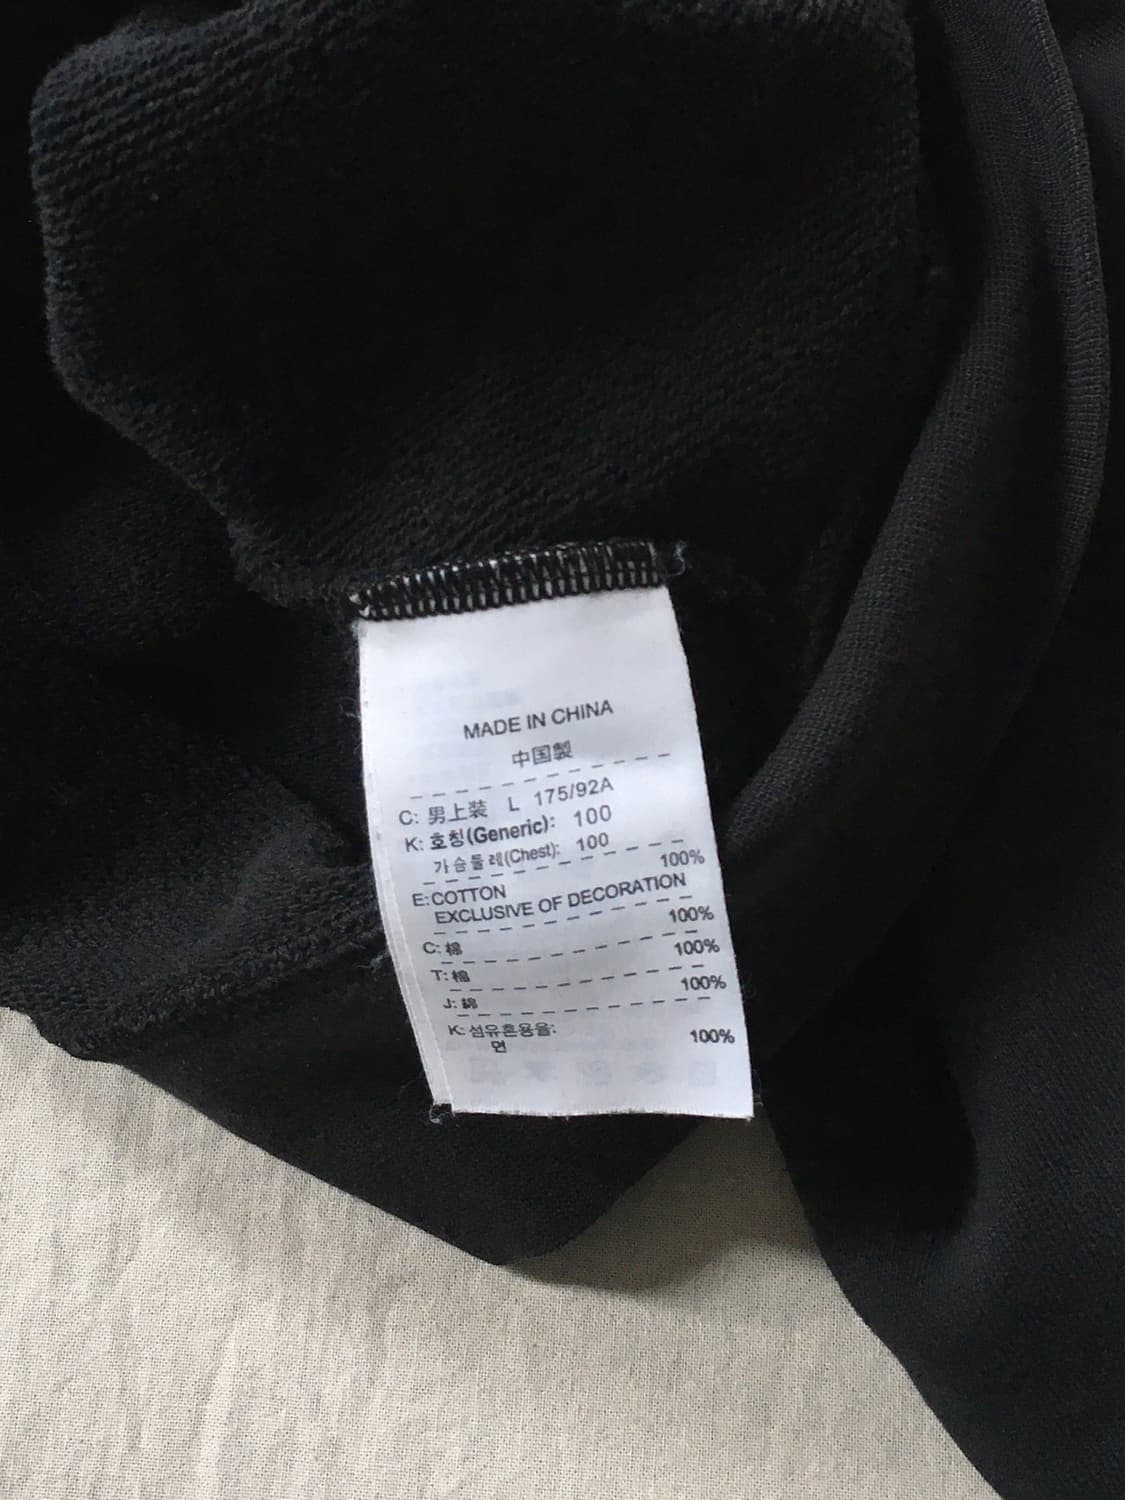 MADE IN CHINA
中国製
C: 男上装 L 175/92A
K: 호칭(Generic): 100
가슴둘레(Chest): 100
E: COTTON 100%
EXCLUSIVE OF DECORATION
C: 棉 100%
T: 棉 100%
J: 綿 100%
K: 섬유혼용율:
면 100%